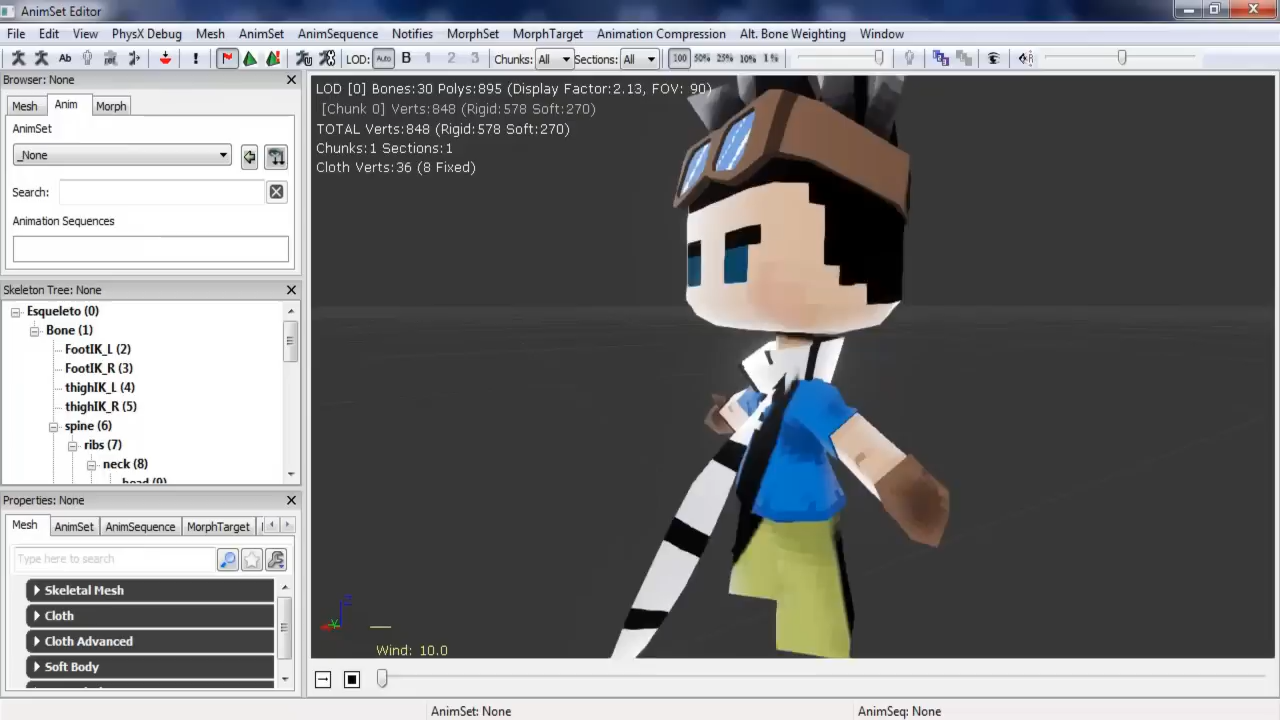 AnimSet Editor
File Edit View PhysX Debug Mesh AnimSet AnimSequence Notifies MorphSet MorphTarget Animation Compression Alt. Bone Weighting Window
Ab LOD: Auto B 1 2 3 Chunks: All Sections: All 100 50% 25% 10% 1%
Browser: None
Mesh Anim Morph
AnimSet
_None
Search:
Animation Sequences
Skeleton Tree: None
Esqueleto (0)
Bone (1)
FootIK_L (2)
FootIK_R (3)
thighIK_L (4)
thighIK_R (5)
spine (6)
ribs (7)
neck (8)
head (9)
Properties: None
Mesh AnimSet AnimSequence MorphTarget
Type here to search
Skeletal Mesh
Cloth
Cloth Advanced
Soft Body
LOD [0] Bones:30 Polys:895 (Display Factor:2.13, FOV: 90)
[Chunk 0] Verts:848 (Rigid:578 Soft:270)
TOTAL Verts:848 (Rigid:578 Soft:270)
Chunks:1 Sections:1
Cloth Verts:36 (8 Fixed)
Z
Wind: 10.0
AnimSet: None
AnimSeq: None